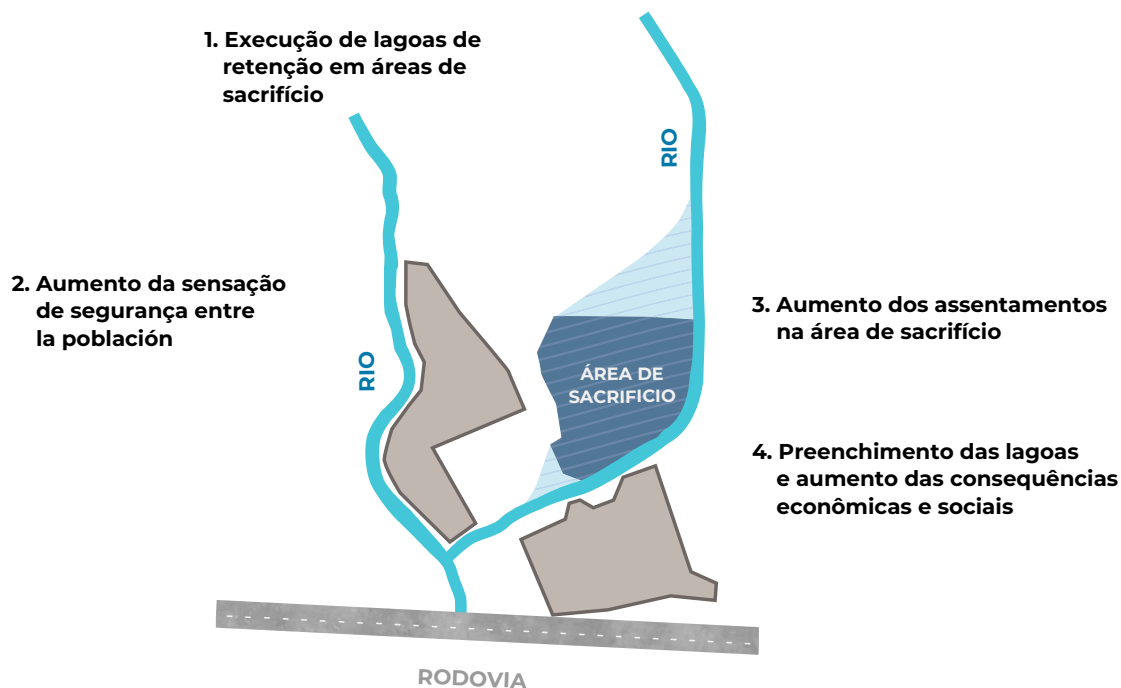 1. Execução de lagoas de
retenção em áreas de
sacrifício
RIO
2. Aumento da sensação
de segurança entre
la población
3. Aumento dos assentamentos
na área de sacrifício
RIO
ÁREA DE
SACRIFICIO
4. Preenchimento das lagoas
e aumento das consequências
econômicas e sociais
RODOVIA